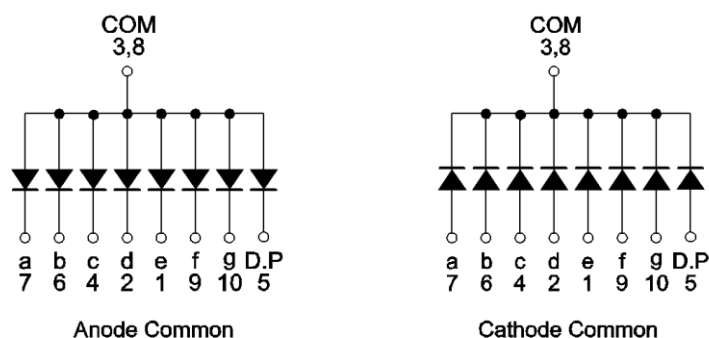 COM
3,8
a b c d e f g D.P
7 6 4 2 1 9 10 5
Anode Common
COM
3,8
a b c d e f g D.P
7 6 4 2 1 9 10 5
Cathode Common